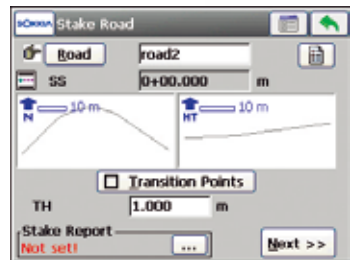 SOKKIA Stake Road
Road road2
SS 0+00.000 m
N 10 m HT 10 m
Transition Points
TH 1.000 m
Stake Report
Not set! ... Next >>